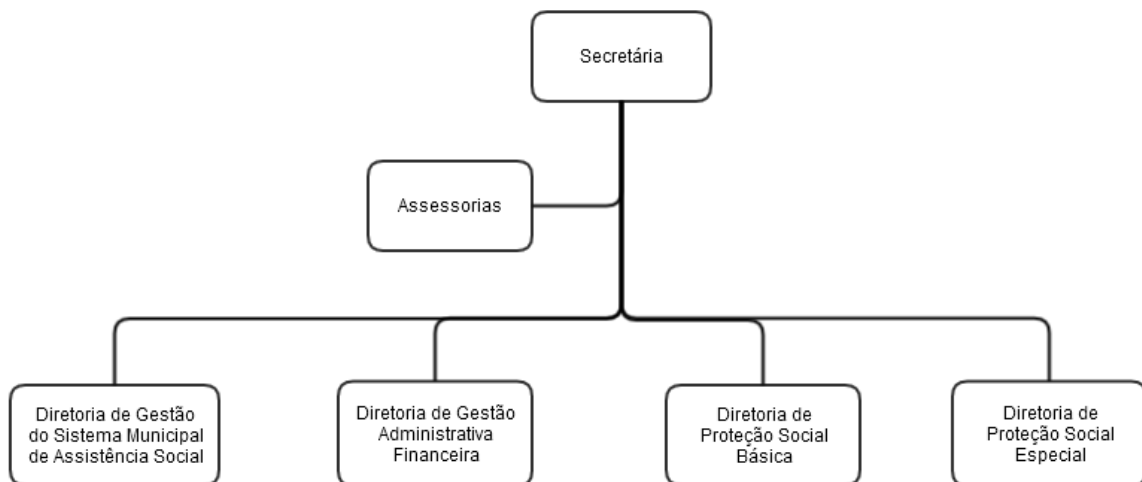 Secretária
Assessorias
Diretoria de Gestão
do Sistema Municipal
de Assistência Social
Diretoria de Gestão
Administrativa
Financeira
Diretoria de
Proteção Social
Básica
Diretoria de
Proteção Social
Especial